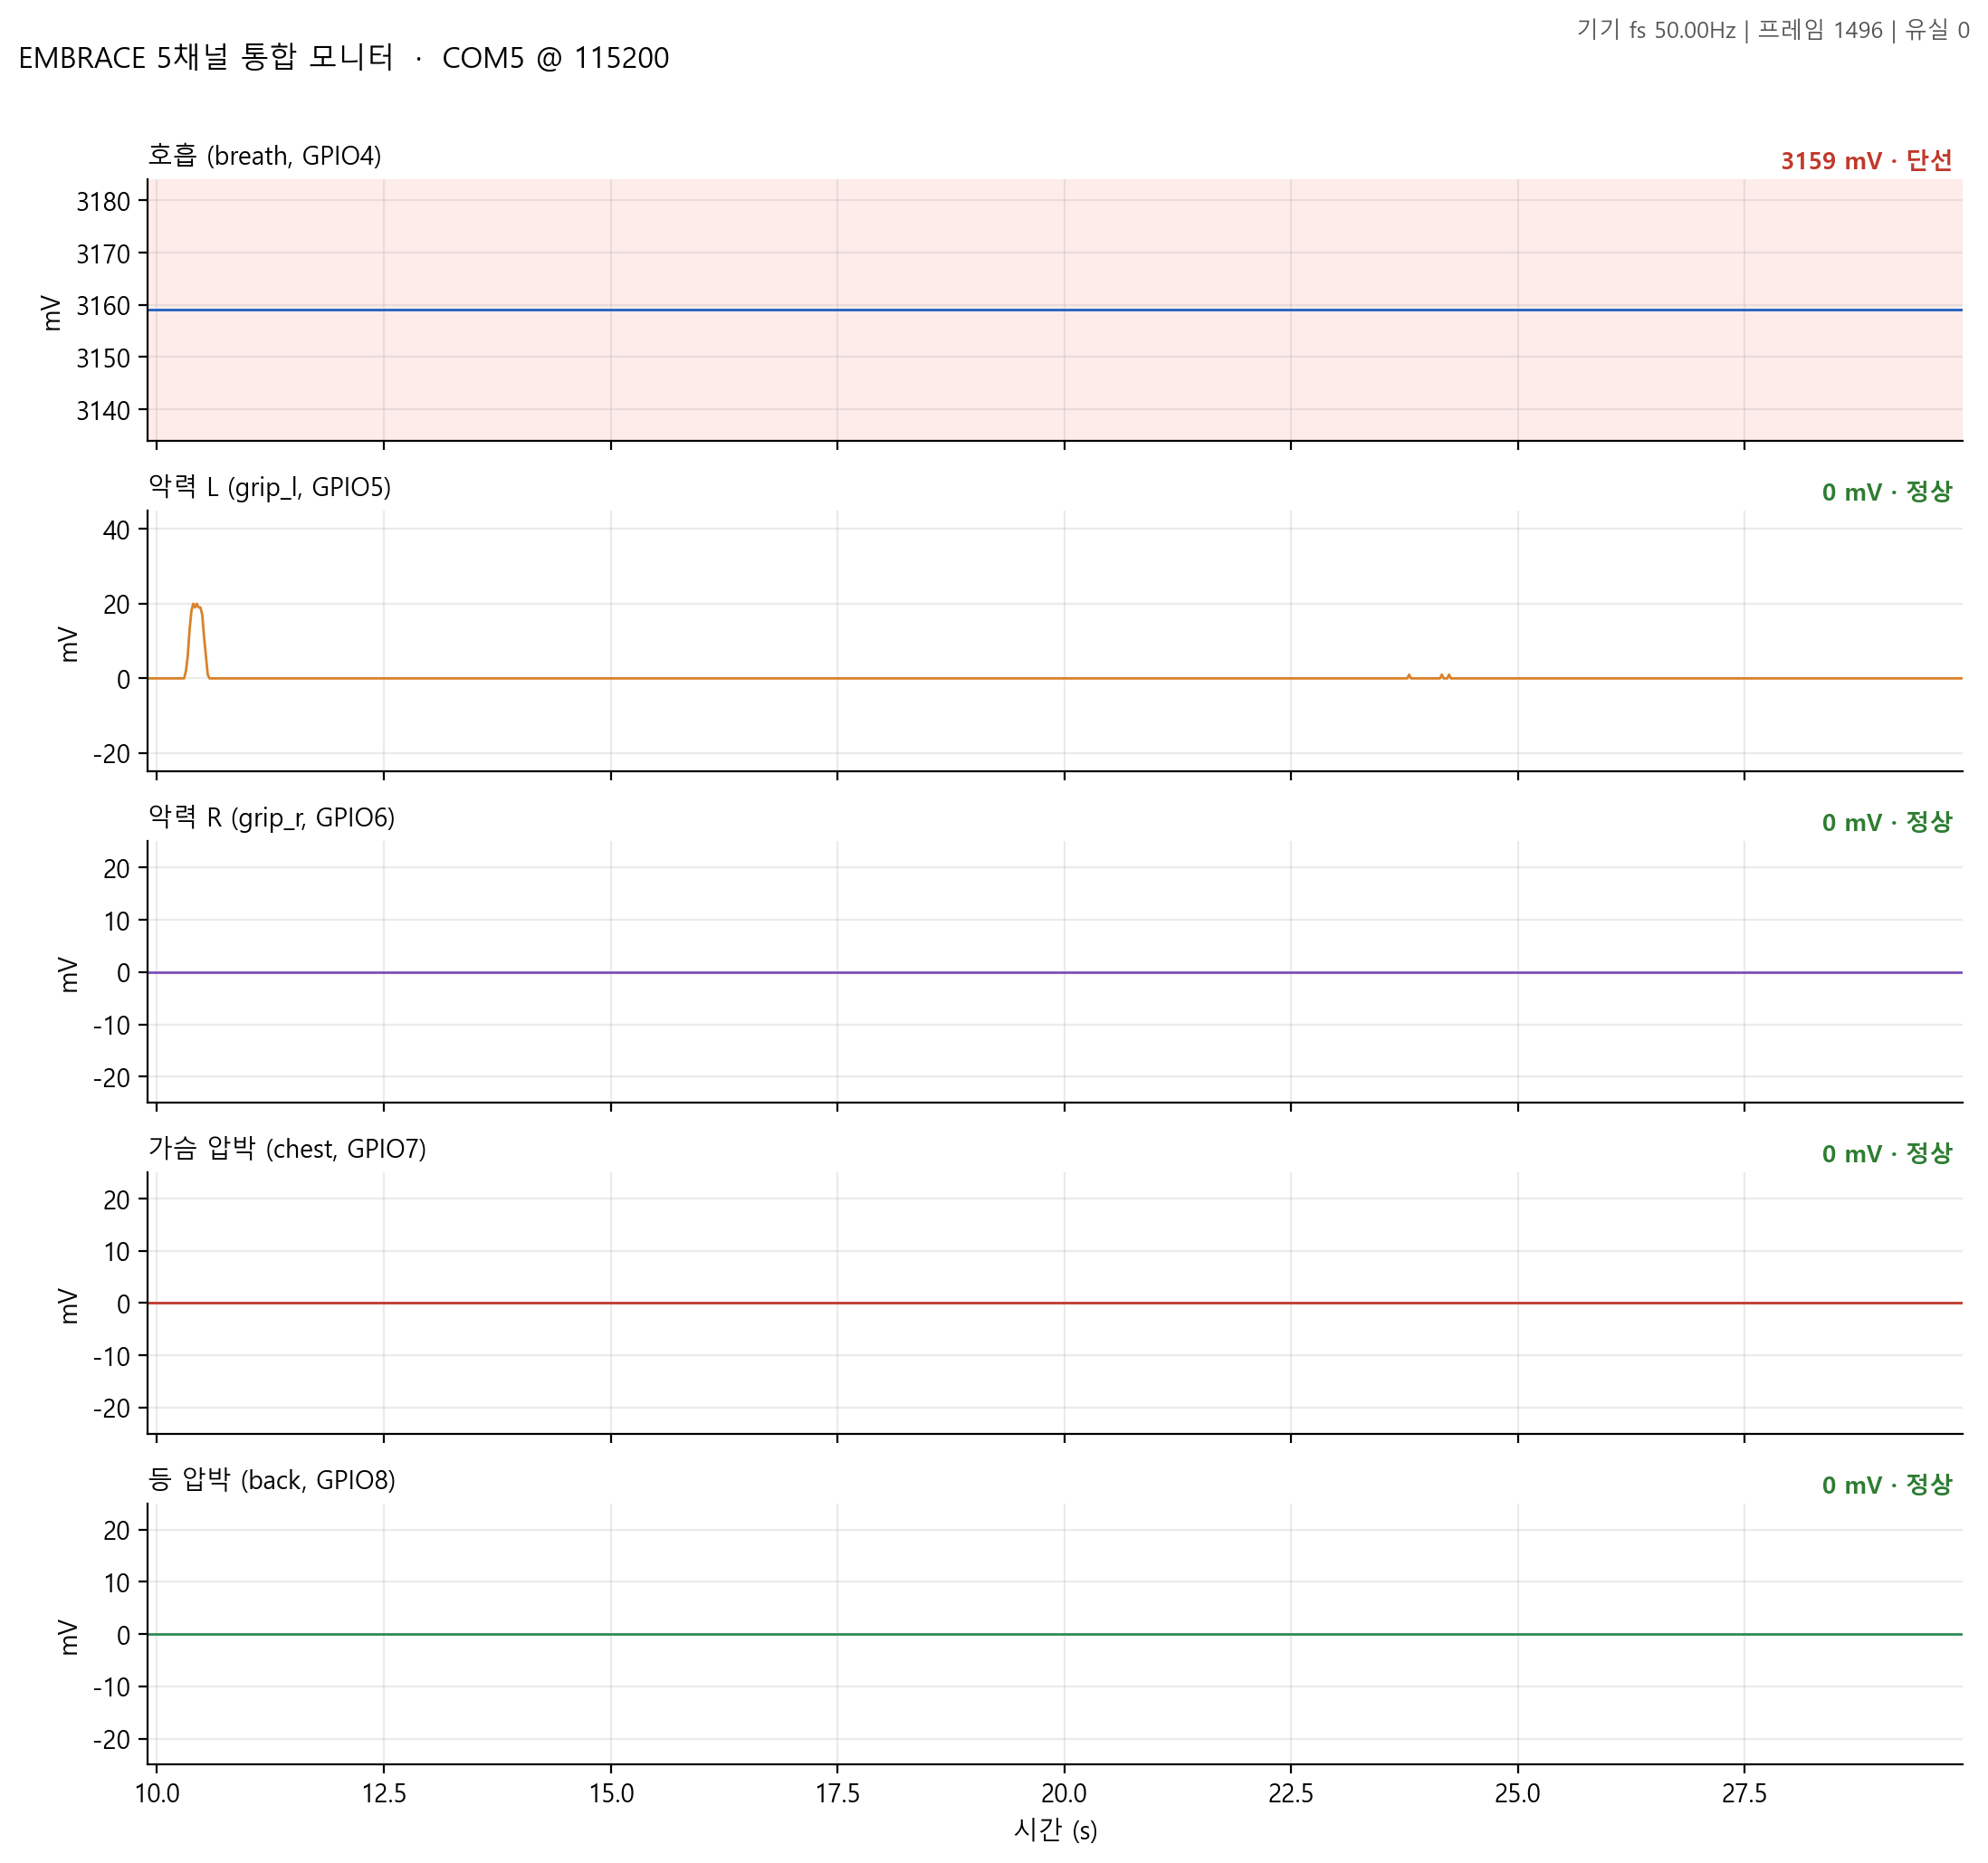 기기 fs 50.00Hz | 프레임 1496 | 유실 0
EMBRACE 5채널 통합 모니터 · COM5 @ 115200
호흡 (breath, GPIO4)
3159 mV · 단선
3180
3170
3160
3150
3140
mV
악력 L (grip_l, GPIO5)
0 mV · 정상
40
20
0
-20
mV
악력 R (grip_r, GPIO6)
0 mV · 정상
20
10
0
-10
-20
mV
가슴 압박 (chest, GPIO7)
0 mV · 정상
20
10
0
-10
-20
mV
등 압박 (back, GPIO8)
0 mV · 정상
20
10
0
-10
-20
mV
10.0 12.5 15.0 17.5 20.0 22.5 25.0 27.5
시간 (s)